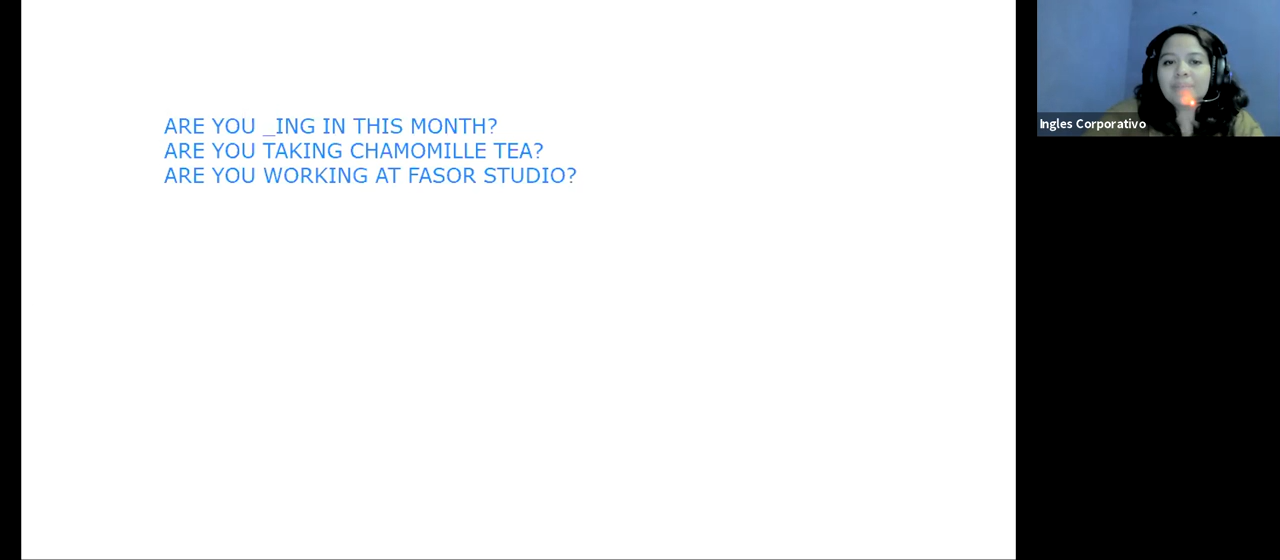 ARE YOU _ING IN THIS MONTH?
ARE YOU TAKING CHAMOMILLE TEA?
ARE YOU WORKING AT FASOR STUDIO?
Ingles Corporativo